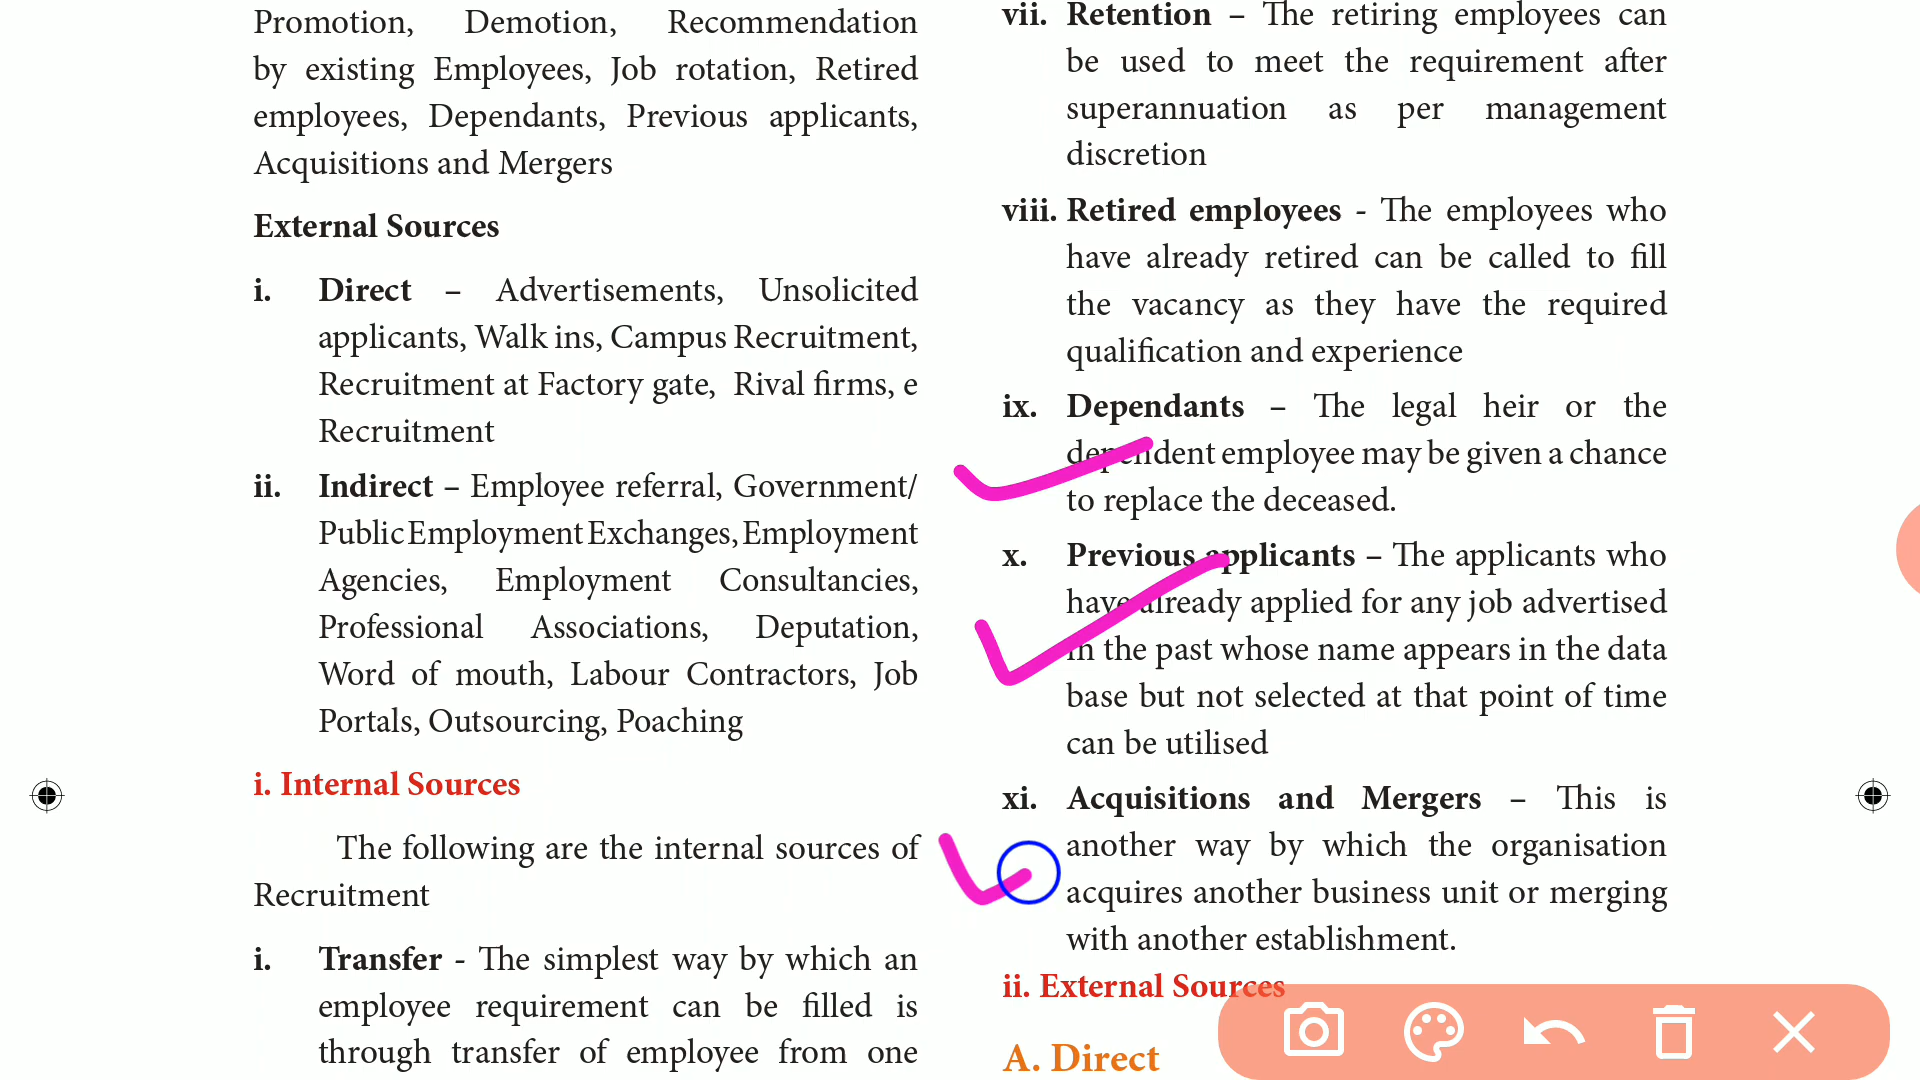 Promotion, Demotion, Recommendation
by existing Employees, Job rotation, Retired
employees, Dependants, Previous applicants,
Acquisitions and Mergers
External Sources
i. Direct – Advertisements, Unsolicited
applicants, Walk ins, Campus Recruitment,
Recruitment at Factory gate, Rival firms, e
Recruitment
ii. Indirect – Employee referral, Government/
Public Employment Exchanges, Employment
Agencies, Employment Consultancies,
Professional Associations, Deputation,
Word of mouth, Labour Contractors, Job
Portals, Outsourcing, Poaching
i. Internal Sources
The following are the internal sources of
Recruitment
i. Transfer - The simplest way by which an
employee requirement can be filled is
through transfer of employee from one
vii. Retention – The retiring employees can
be used to meet the requirement after
superannuation as per management
discretion
viii. Retired employees - The employees who
have already retired can be called to fill
the vacancy as they have the required
qualification and experience
ix. Dependants – The legal heir or the
dependent employee may be given a chance
to replace the deceased.
x. Previous applicants – The applicants who
have already applied for any job advertised
in the past whose name appears in the data
base but not selected at that point of time
can be utilised
xi. Acquisitions and Mergers – This is
another way by which the organisation
acquires another business unit or merging
with another establishment.
ii. External Sources
A. Direct